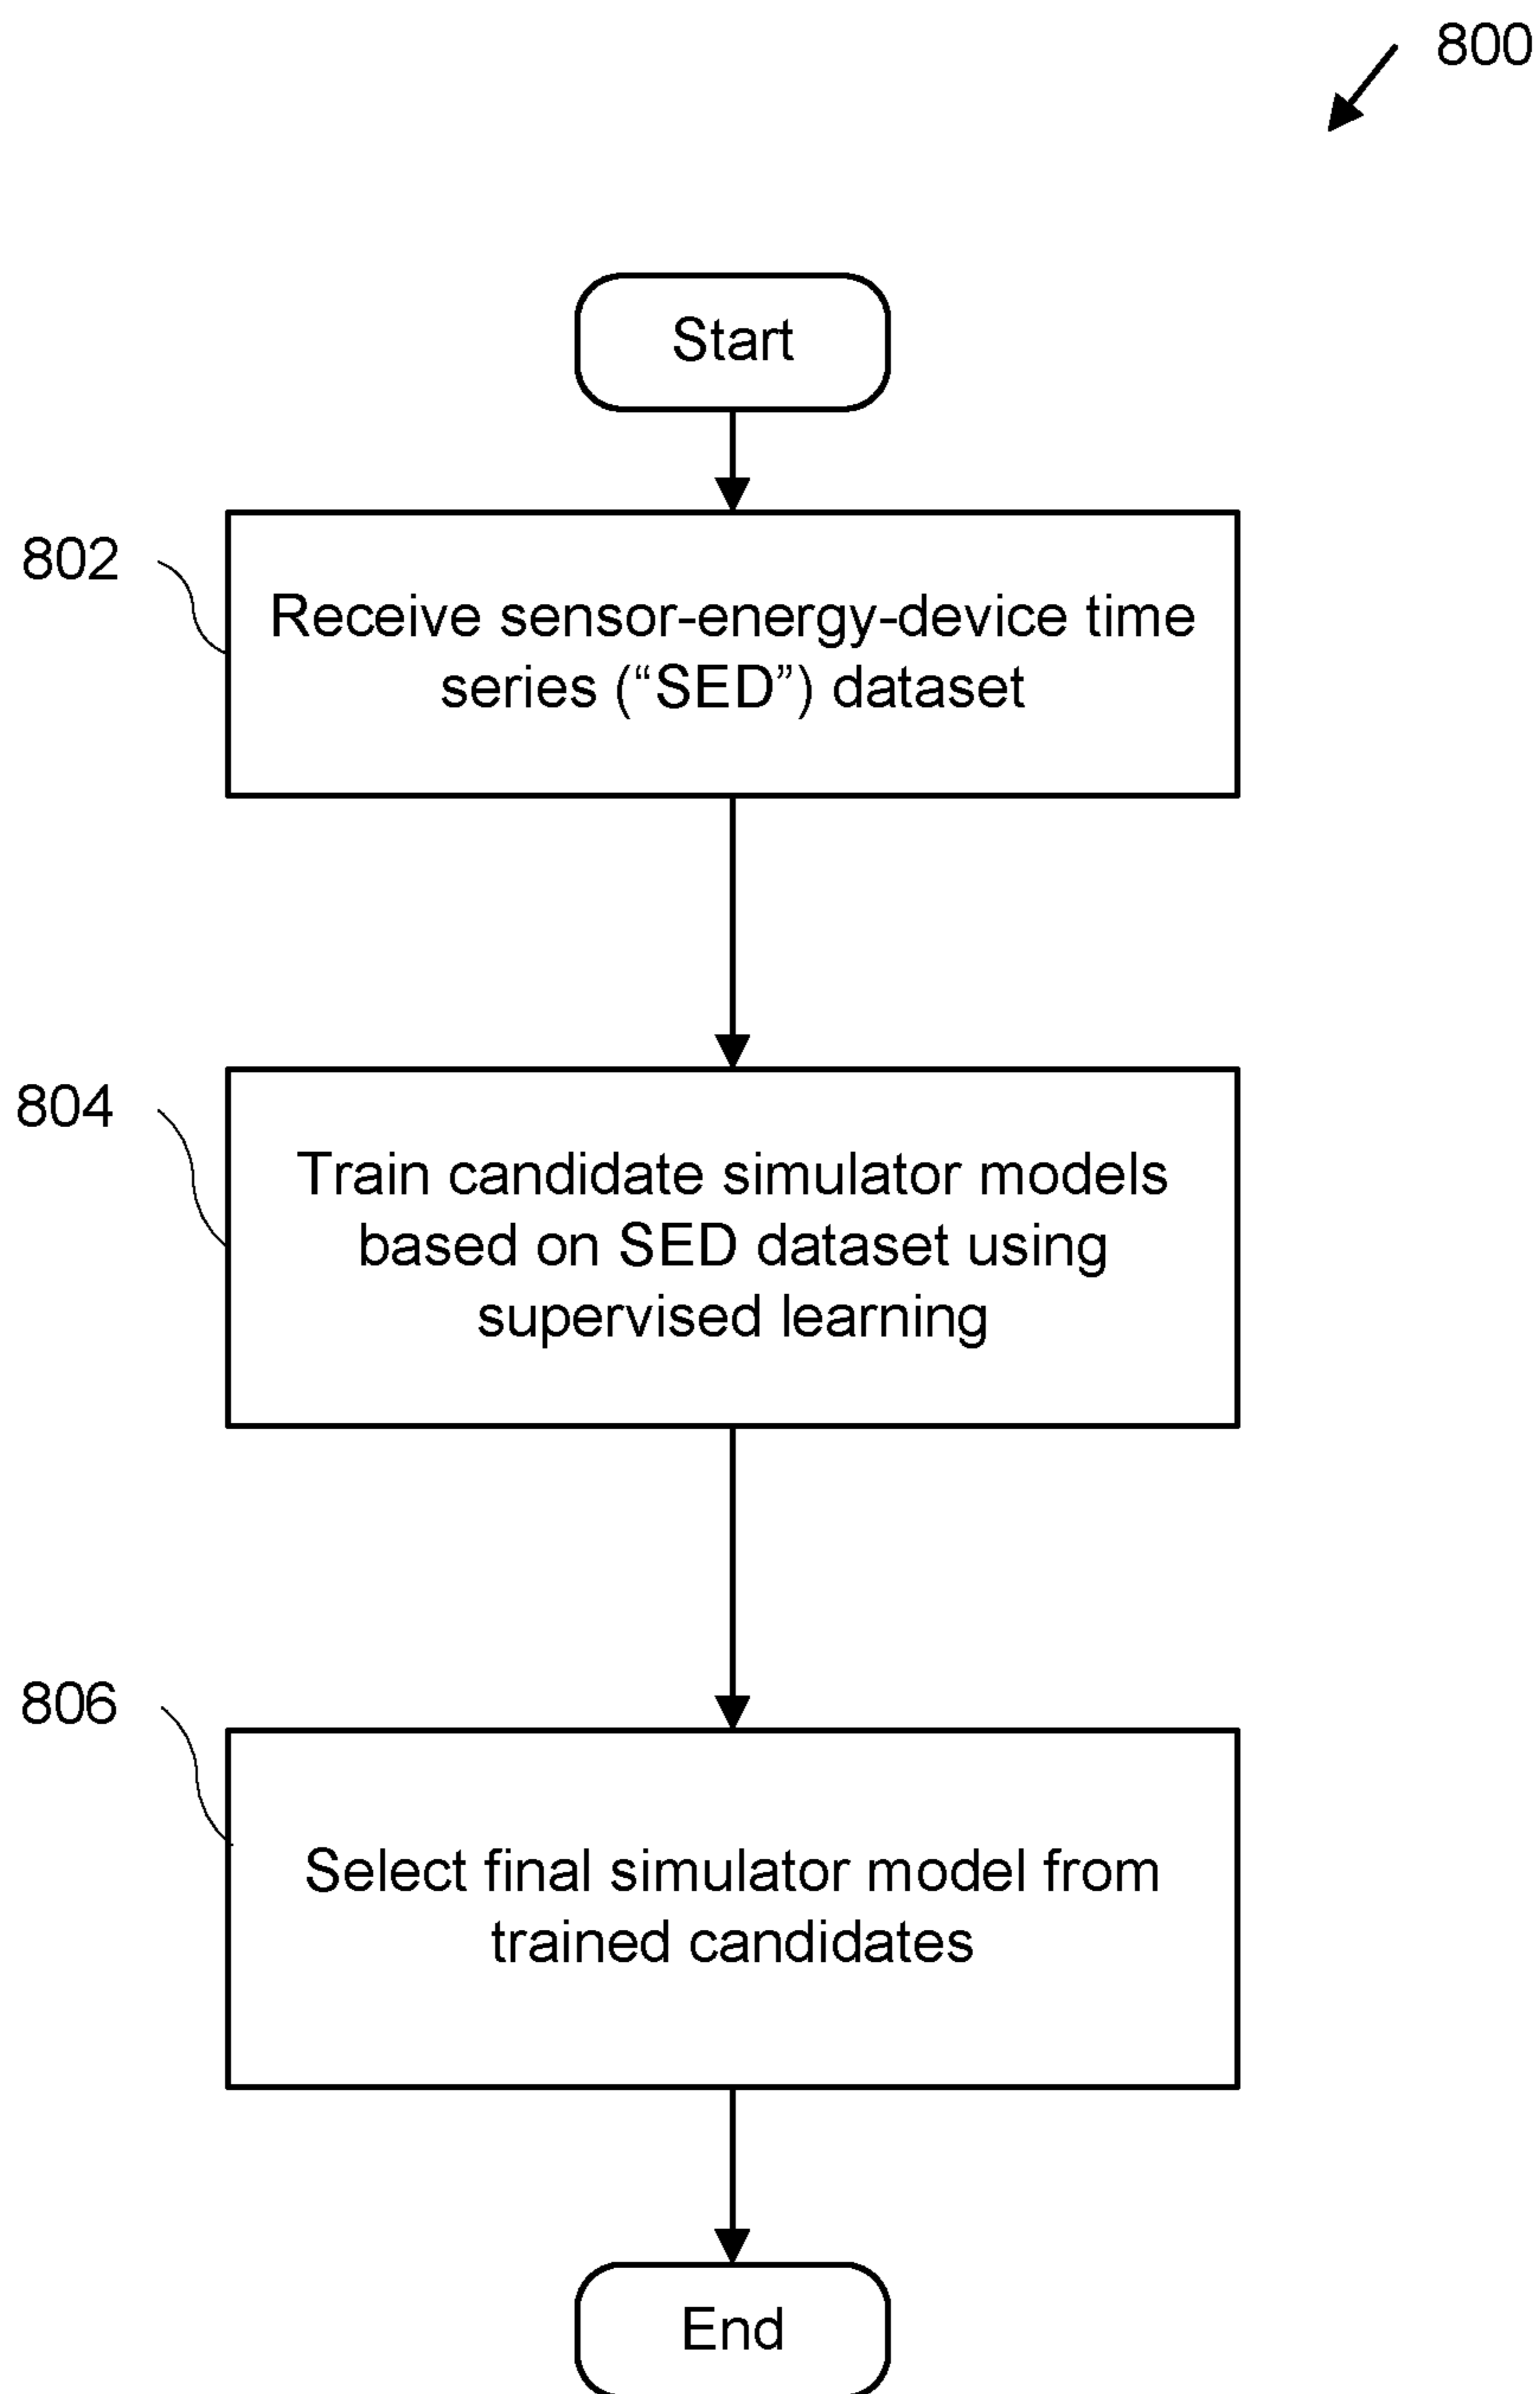 800
Start
802
Receive sensor-energy-device time
series (“SED”) dataset
804
Train candidate simulator models
based on SED dataset using
supervised learning
806
Select final simulator model from
trained candidates
End